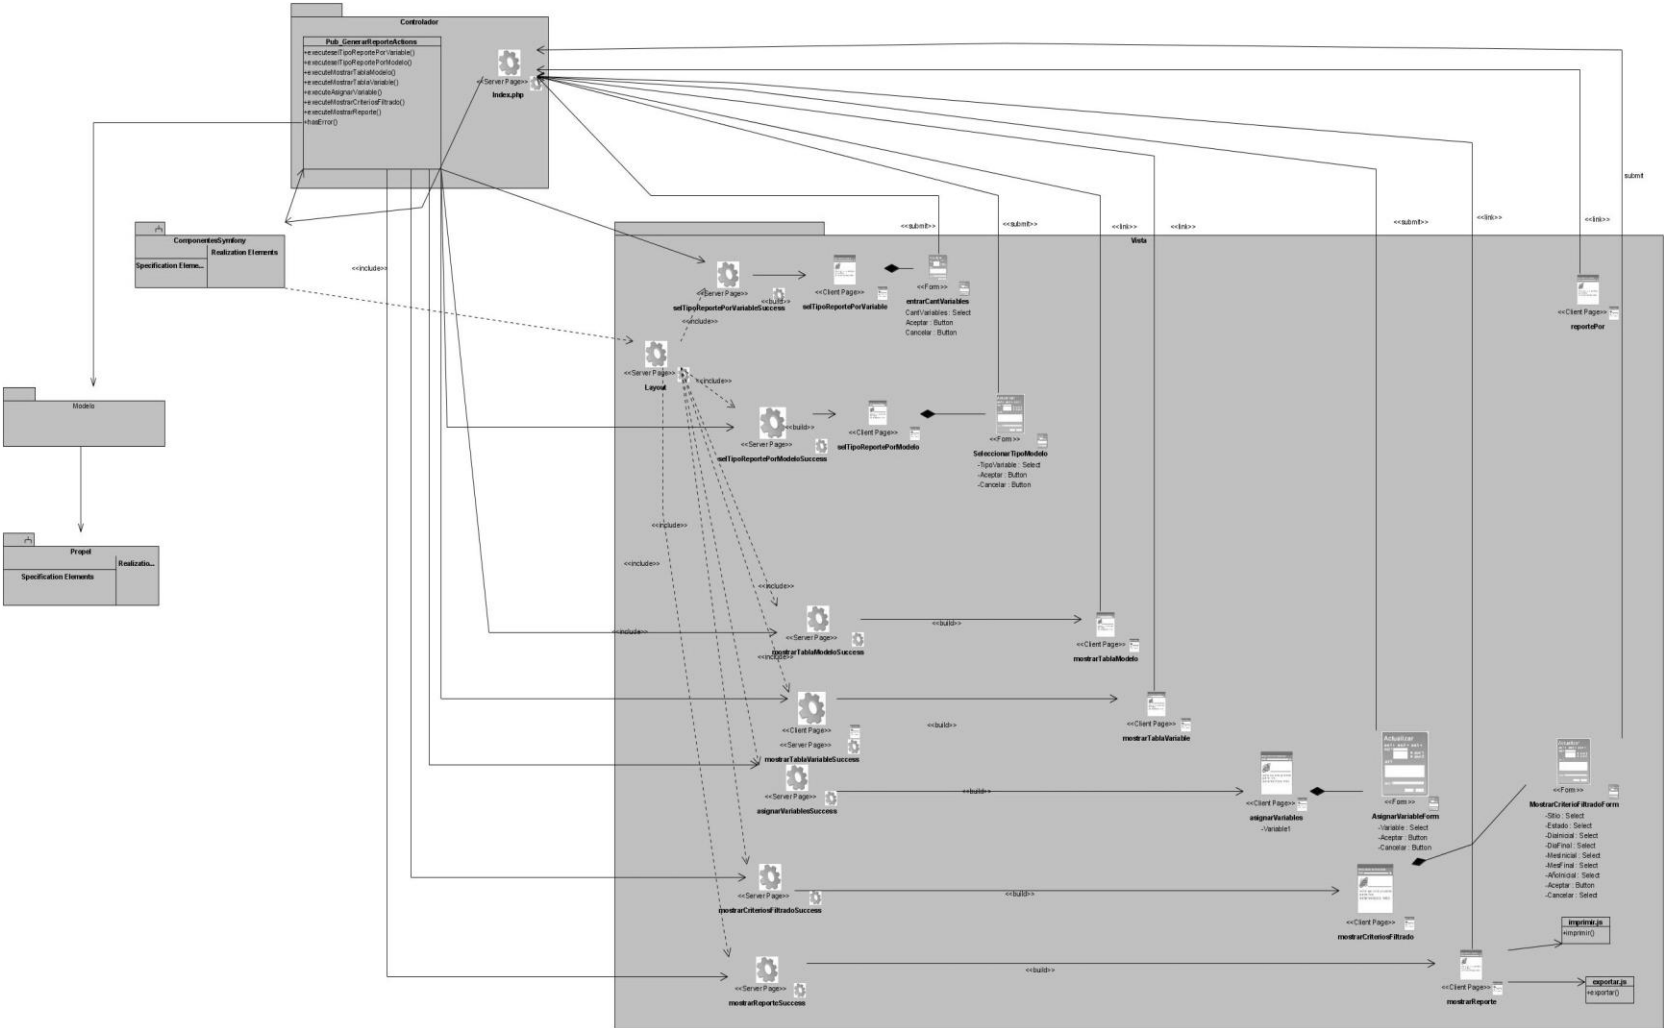 Controlador
Pub_GenerarReporteActions
+executeselTipoReportePorVariable()
+executeselTipoReportePorModelo()
+executeMostrarTablaModelo()
+executeMostrarTablaVariable()
+executeAsignarVariable()
+executeMostrarCriteriosFiltrado()
+executeMostrarReporte()
+hasError()
<<Server Page>>
Index.php
submit
<<link>>
<<link>>
<<submit>>
<<submit>>
<<submit>>
<<link>>
<<link>>
Vista
ComponentesSymfony
Specification Eleme...
Realization Elements
<<include>>
<<Server Page>>
<<build>>
selTipoReportePorVariableSuccess
<<include>>
<<Client Page>>
selTipoReportePorVariable
<<Form>>
entrarCantVariables
CantVariables : Select
Aceptar : Button
Cancelar : Button
<<Client Page>>
reportePor
<<Server Page>>
Layout
<<include>>
<<Server Page>>
<<build>>
selTipoReportePorModeloSuccess
<<Client Page>>
selTipoReportePorModelo
<<Form>>
SeleccionarTipoModelo
-TipoVariable : Select
-Aceptar : Button
-Cancelar : Button
Models
Propel
Specification Elements
Realizatio...
<<include>>
<<include>>
<<include>>
<<include>>
<<Server Page>>
mostrarTablaModeloSuccess
<<include>>
<<build>>
<<Client Page>>
mostrarTablaModelo
<<Client Page>>
<<Server Page>>
mostrarTablaVariableSuccess
<<build>>
<<Client Page>>
mostrarTablaVariable
<<Server Page>>
asignarVariablesSuccess
<<build>>
<<Client Page>>
asignarVariables
-Variable1
Actualizar
<<Form>>
AsignarVariableForm
-Variable : Select
-Aceptar : Button
-Cancelar : Button
<<Form>>
MostrarCriterioFiltradoForm
-Sitio : Select
-Estado : Select
-DiaInicial : Select
-DiaFinal : Select
-MesInicial : Select
-MesFinal : Select
-AñoInicial : Select
-Aceptar : Button
-Cancelar : Select
<<Server Page>>
mostrarCriteriosFiltradoSuccess
<<build>>
<<Client Page>>
mostrarCriteriosFiltrado
<<Server Page>>
mostrarReporteSuccess
<<build>>
<<Client Page>>
mostrarReporte
imprimir.js
+imprimir()
exportar.js
+exportar()